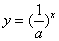 y = (1/a)^x